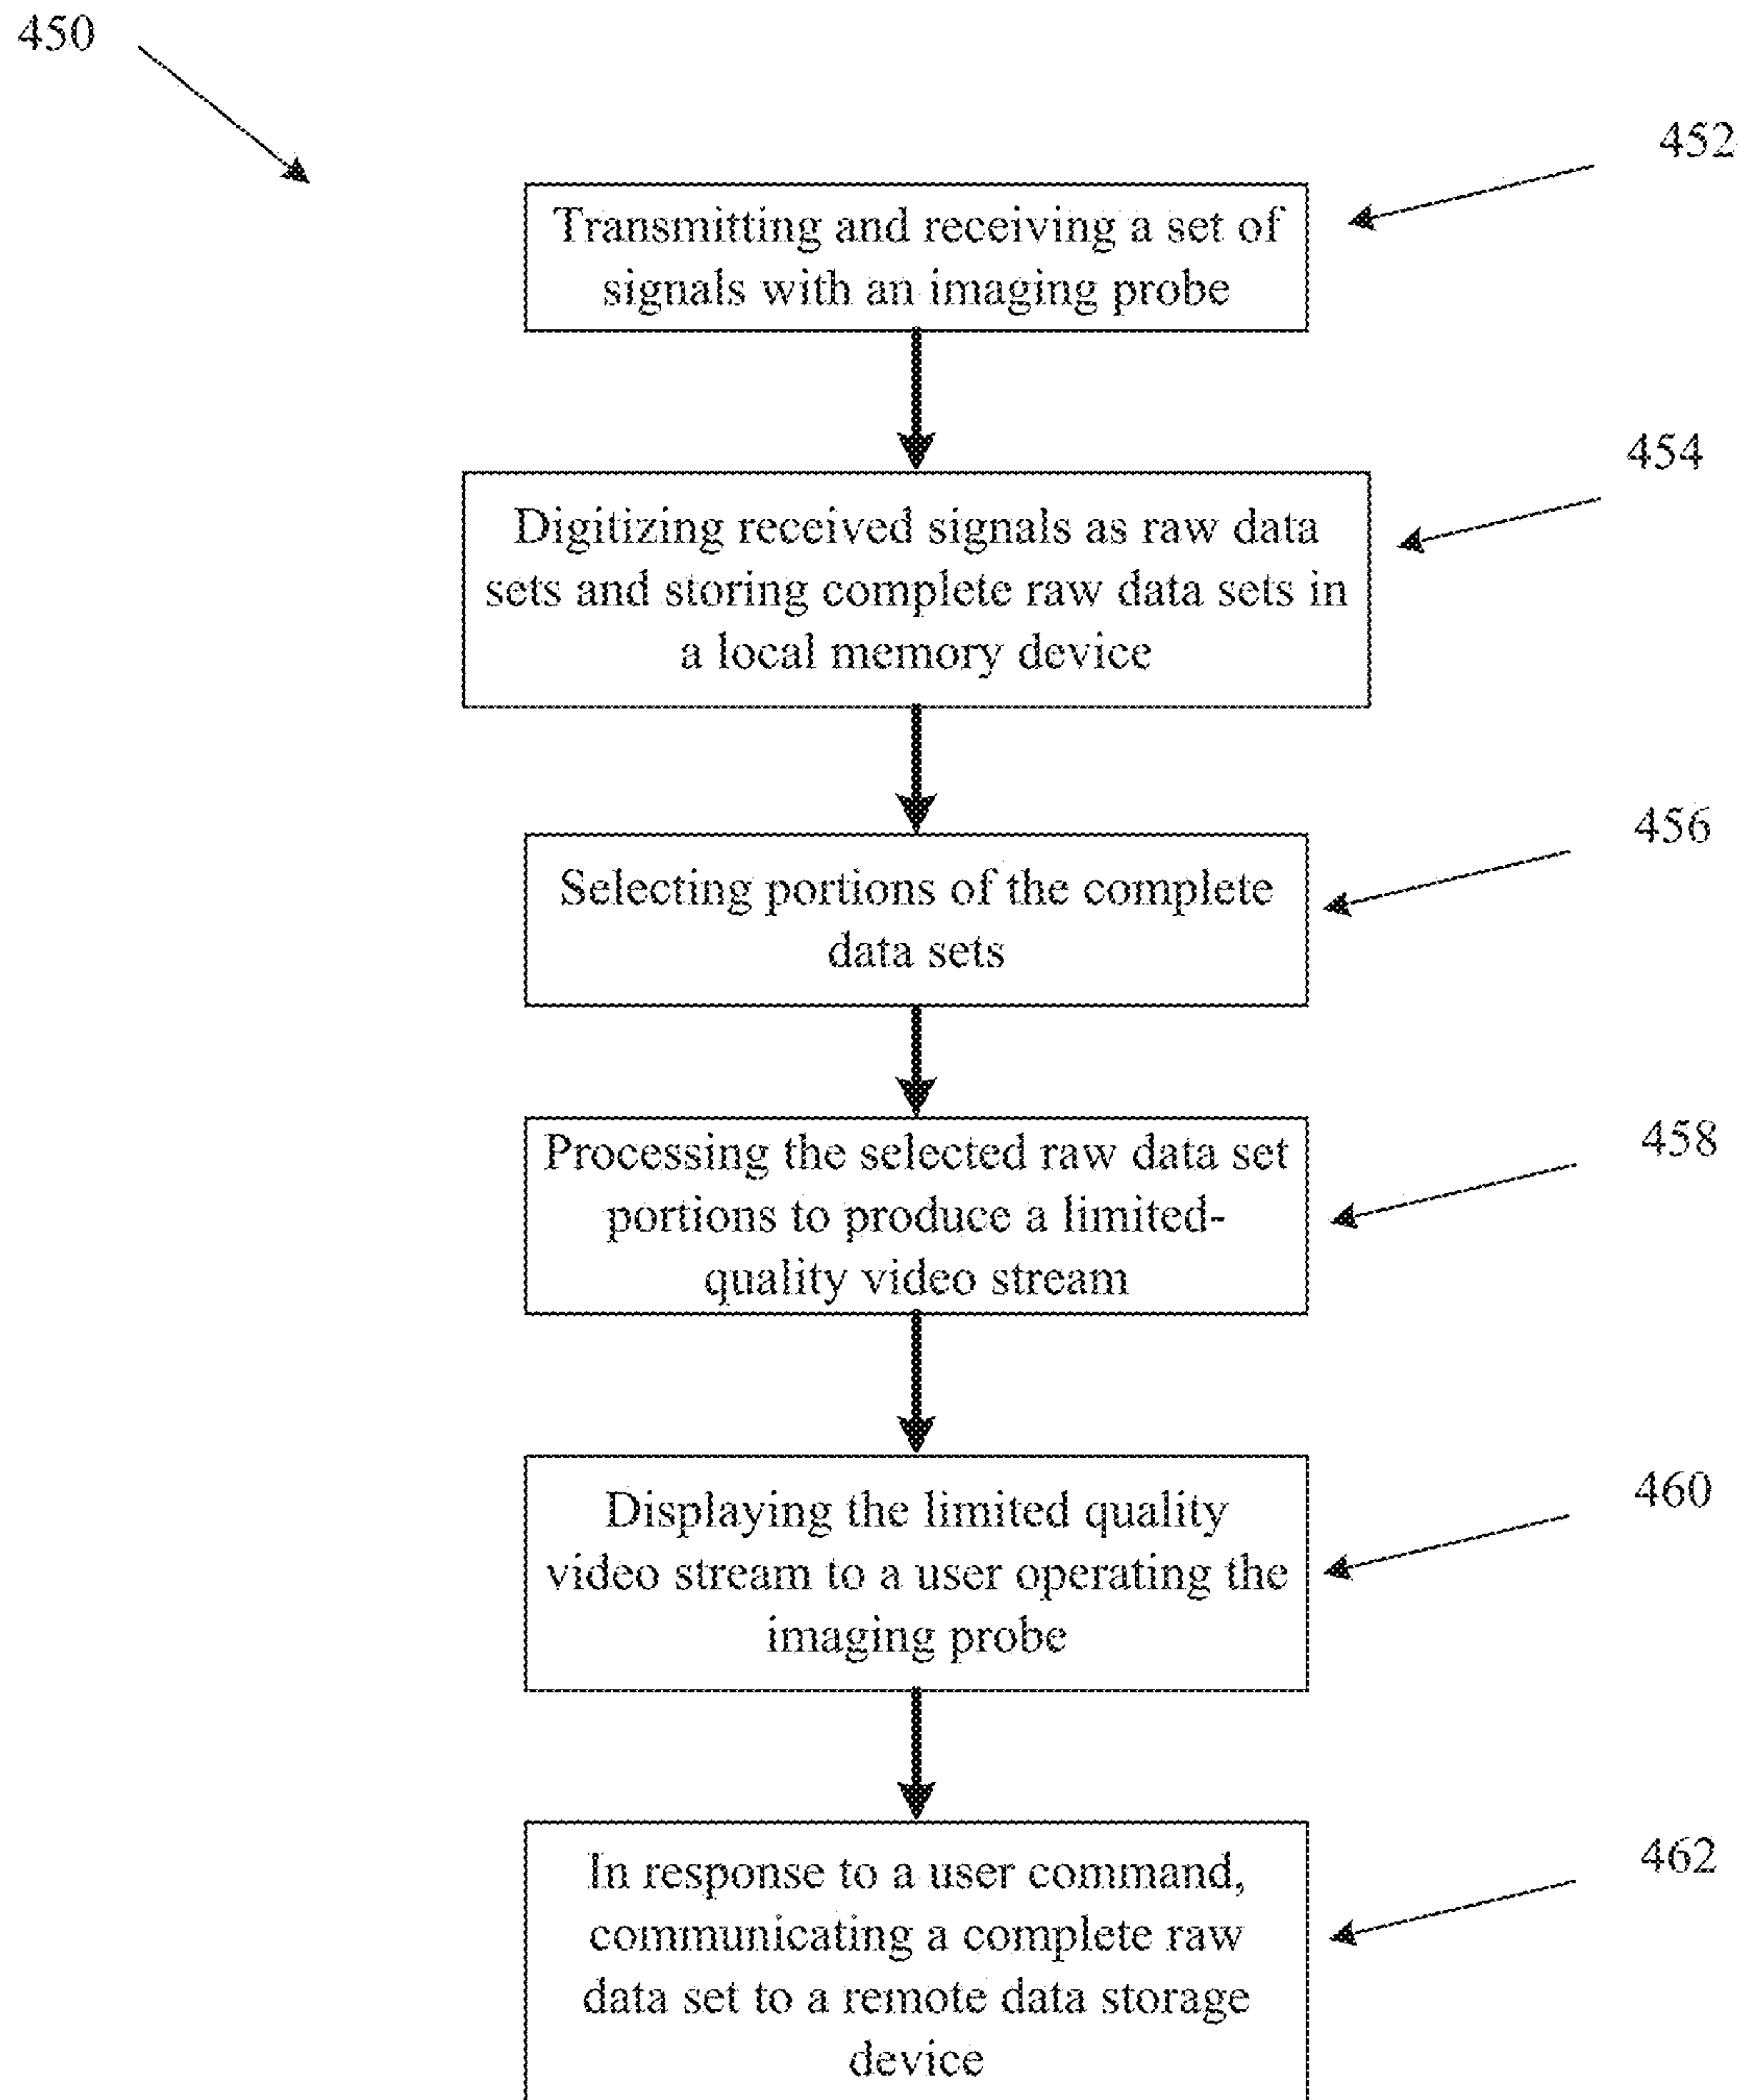 450
452
Transmitting and receiving a set of
signals with an imaging probe
454
Digitizing received signals as raw data
sets and storing complete raw data sets in
a local memory device
456
Selecting portions of the complete
data sets
458
Processing the selected raw data set
portions to produce a limited-
quality video stream
460
Displaying the limited quality
video stream to a user operating the
imaging probe
462
In response to a user command,
communicating a complete raw
data set to a remote data storage
device